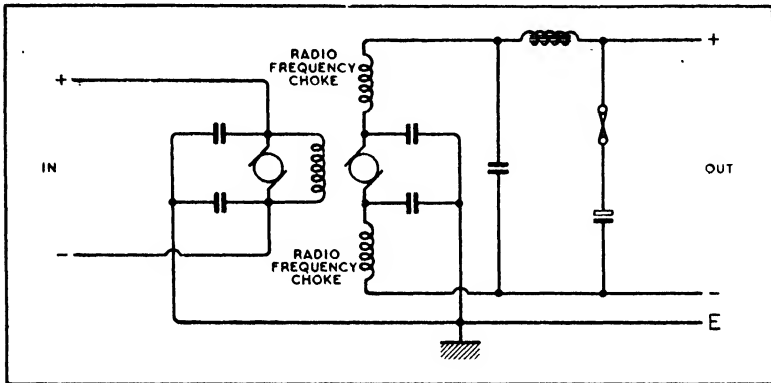 RADIO
FREQUENCY
CHOKE
+
+
IN
OUT
−
RADIO
FREQUENCY
CHOKE
−
E